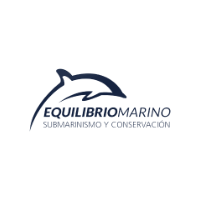 EQUILIBRIOMARINO
SUBMARINISMO Y CONSERVACIÓN